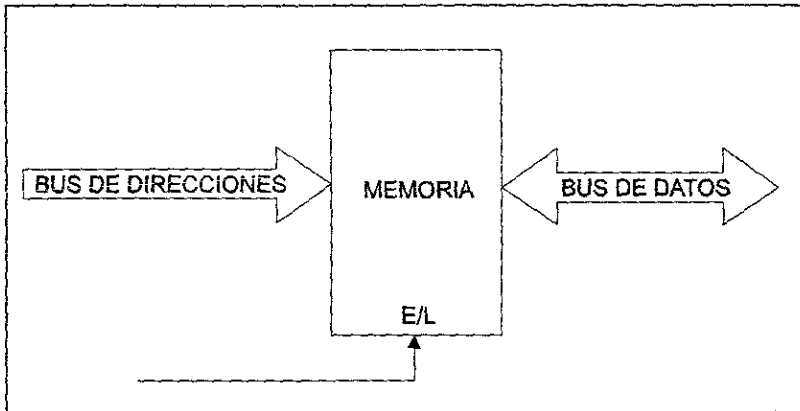 BUS DE DIRECCIONES
MEMORIA
BUS DE DATOS
E/L